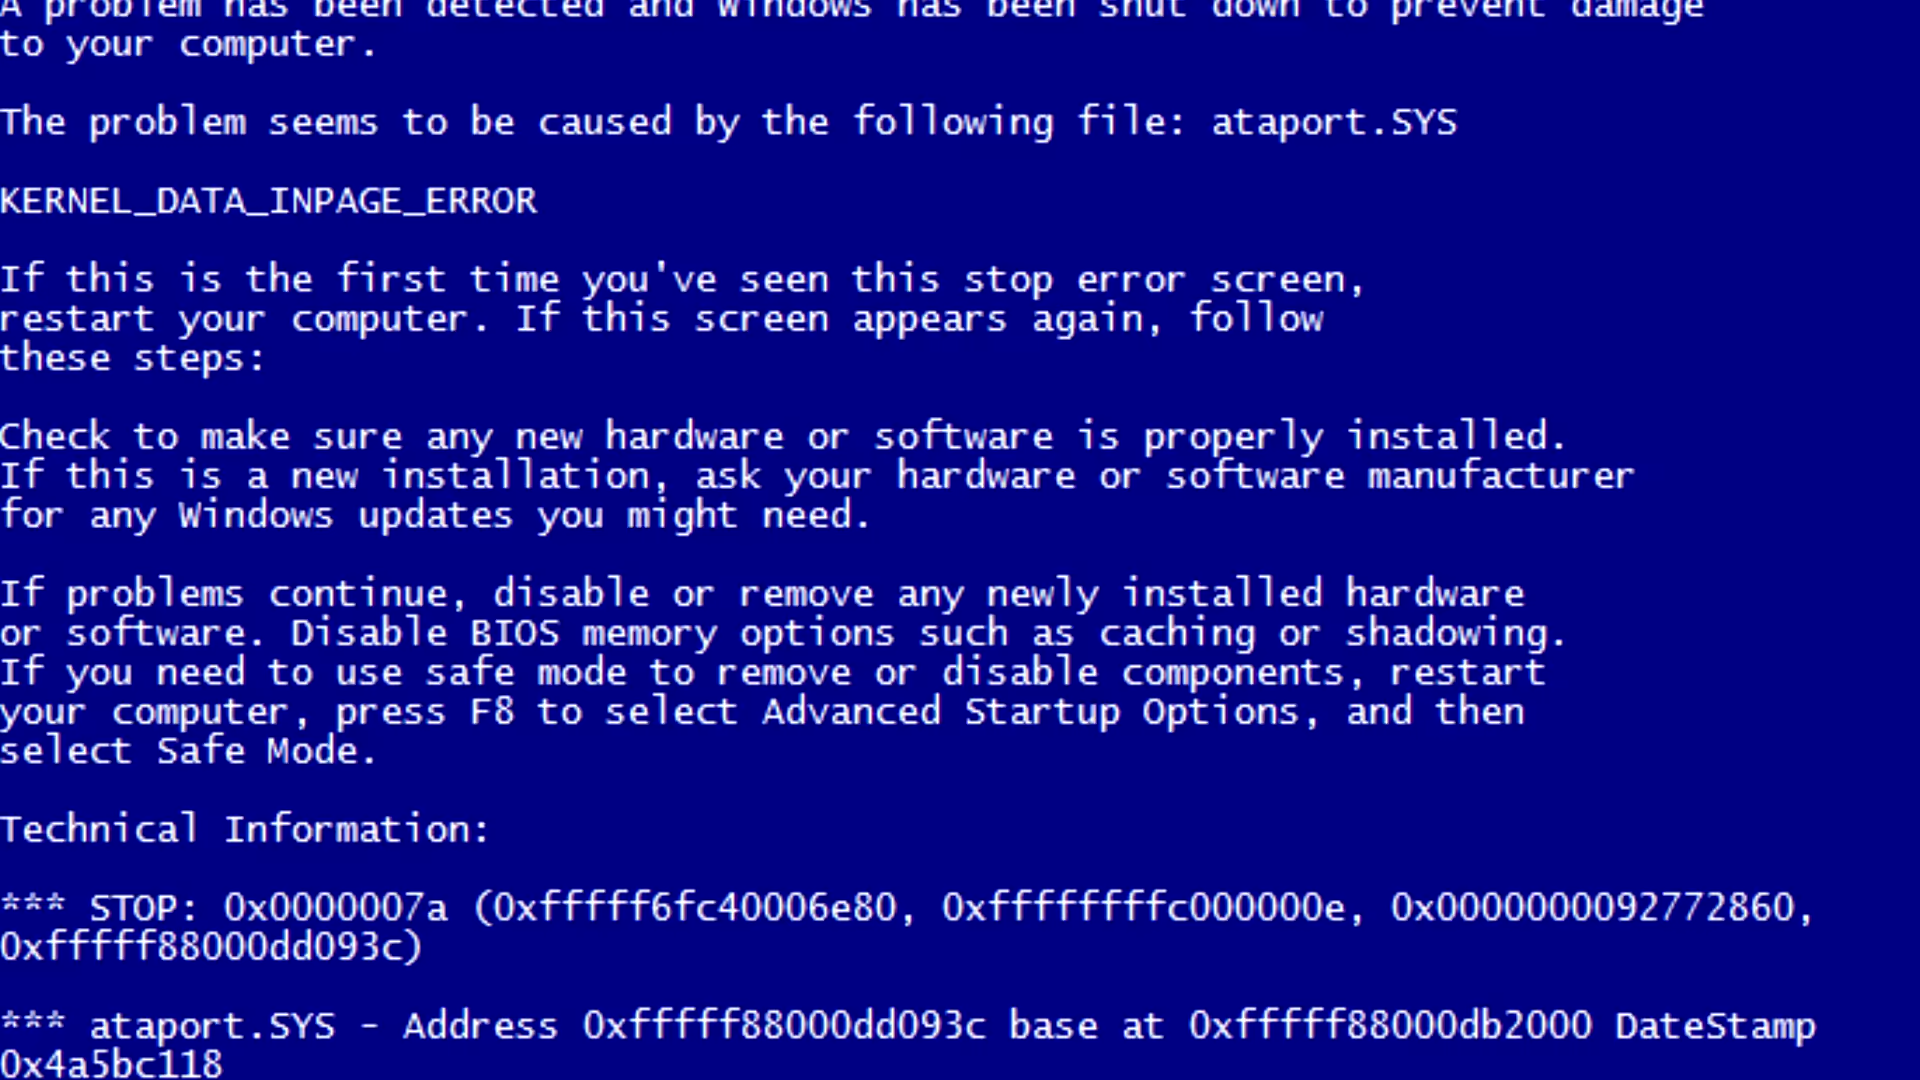 A problem has been detected and Windows has been shut down to prevent damage
to your computer.
The problem seems to be caused by the following file: ataport.SYS
KERNEL_DATA_INPAGE_ERROR
If this is the first time you've seen this stop error screen,
restart your computer. If this screen appears again, follow
these steps:
Check to make sure any new hardware or software is properly installed.
If this is a new installation, ask your hardware or software manufacturer
for any Windows updates you might need.
If problems continue, disable or remove any newly installed hardware
or software. Disable BIOS memory options such as caching or shadowing.
If you need to use safe mode to remove or disable components, restart
your computer, press F8 to select Advanced Startup Options, and then
select Safe Mode.
Technical Information:
*** STOP: 0x0000007a (0xfffff6fc40006e80, 0xffffffffc000000e, 0x0000000092772860,
0xfffff88000dd093c)
*** ataport.SYS - Address 0xfffff88000dd093c base at 0xfffff88000db2000 DateStamp
0x4a5bc118